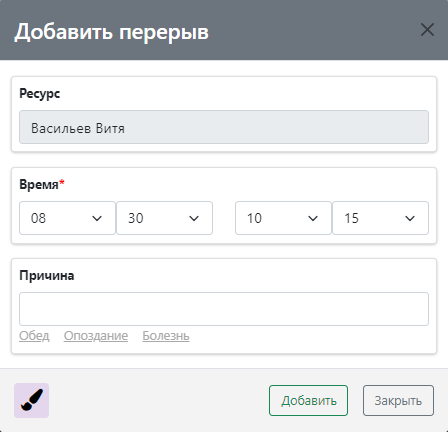 Добавить перерыв
Ресурс
Васильев Витя
Время*
08 30 10 15
Причина
Обед Опоздание Болезнь
Добавить Закрыть